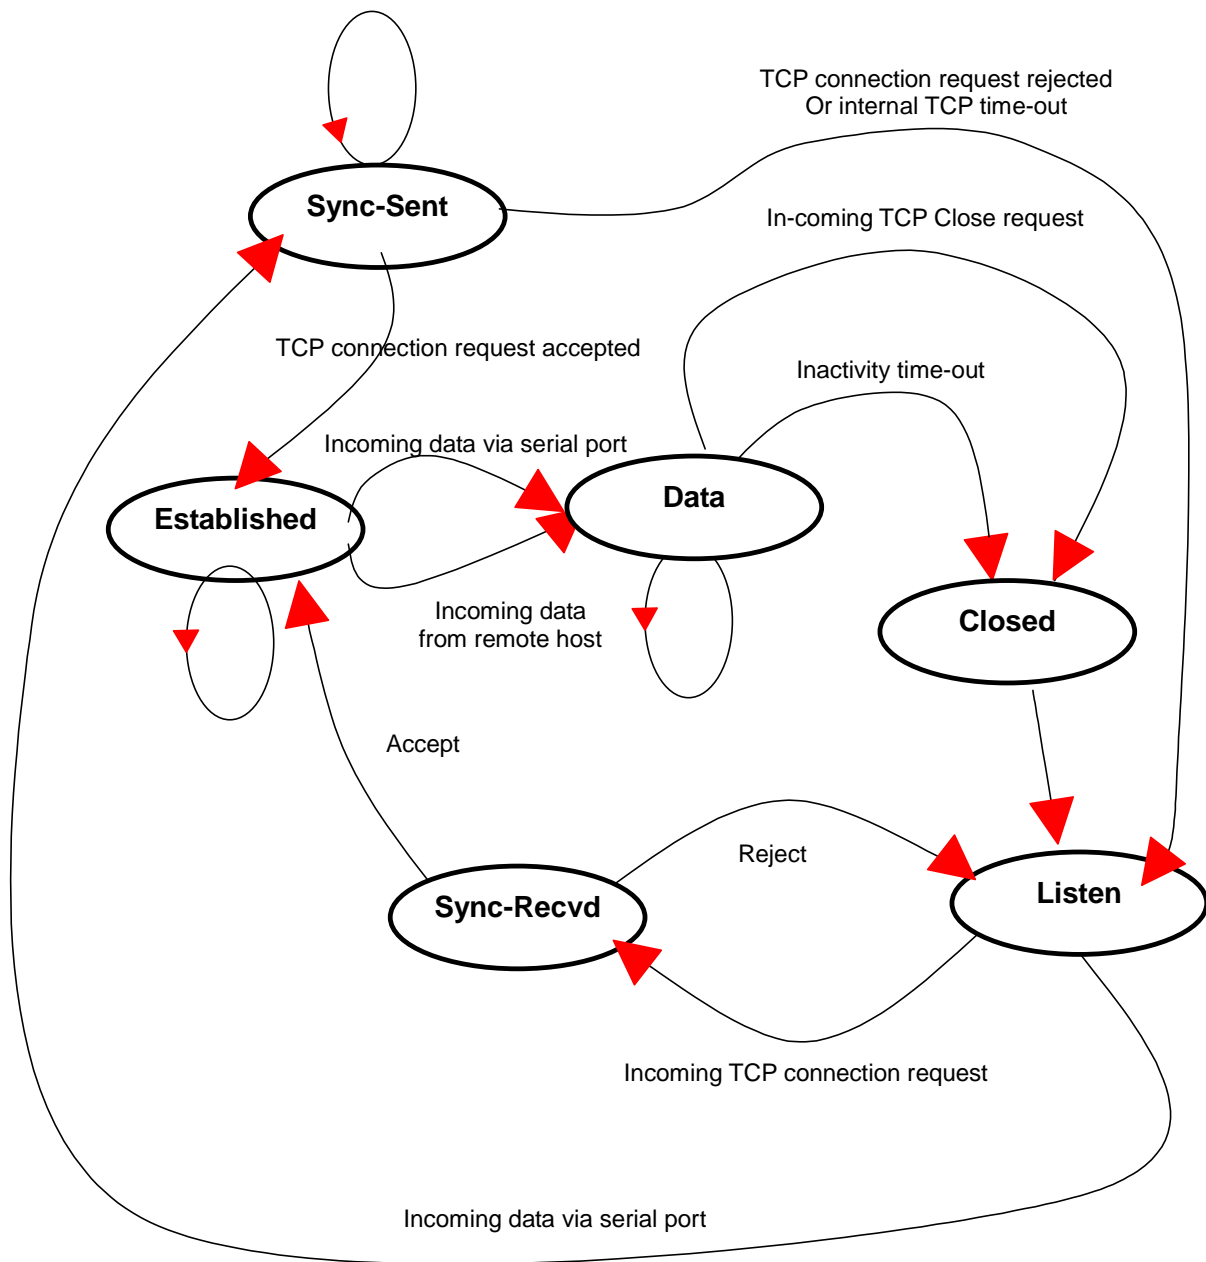 TCP connection request rejected
Or internal TCP time-out
Sync-Sent
In-coming TCP Close request
TCP connection request accepted
Inactivity time-out
Incoming data via serial port
Data
Established
Incoming data
from remote host
Closed
Accept
Reject
Listen
Sync-Recvd
Incoming TCP connection request
Incoming data via serial port